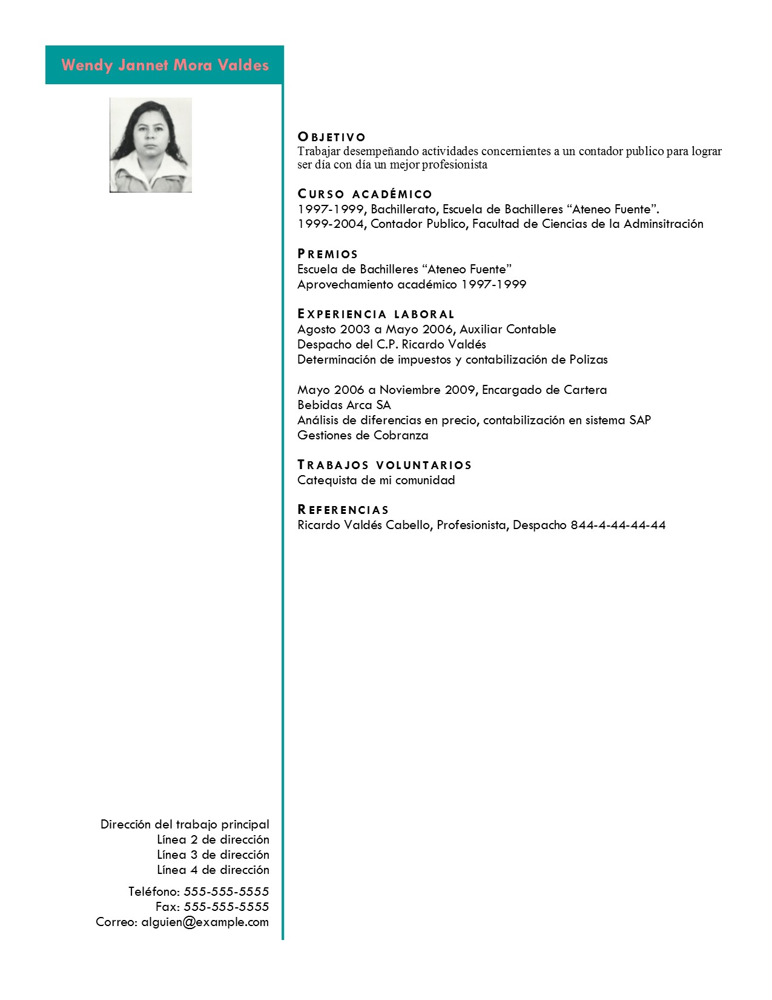 Wendy Jannet Mora Valdes
OBJETIVO
Trabajar desempeñando actividades concernientes a un contador publico para lograr
ser día con día un mejor profesionista
CURSO ACADÉMICO
1997-1999, Bachillerato, Escuela de Bachilleres “Ateneo Fuente”.
1999-2004, Contador Publico, Facultad de Ciencias de la Adminsitración
PREMIOS
Escuela de Bachilleres “Ateneo Fuente”
Aprovechamiento académico 1997-1999
EXPERIENCIA LABORAL
Agosto 2003 a Mayo 2006, Auxiliar Contable
Despacho del C.P. Ricardo Valdés
Determinación de impuestos y contabilización de Polizas
Mayo 2006 a Noviembre 2009, Encargado de Cartera
Bebidas Arca SA
Análisis de diferencias en precio, contabilización en sistema SAP
Gestiones de Cobranza
TRABAJOS VOLUNTARIOS
Catequista de mi comunidad
REFERENCIAS
Ricardo Valdés Cabello, Profesionista, Despacho 844-4-44-44-44
Dirección del trabajo principal
Línea 2 de dirección
Línea 3 de dirección
Línea 4 de dirección
Teléfono: 555-555-5555
Fax: 555-555-5555
Correo: alguien@example.com